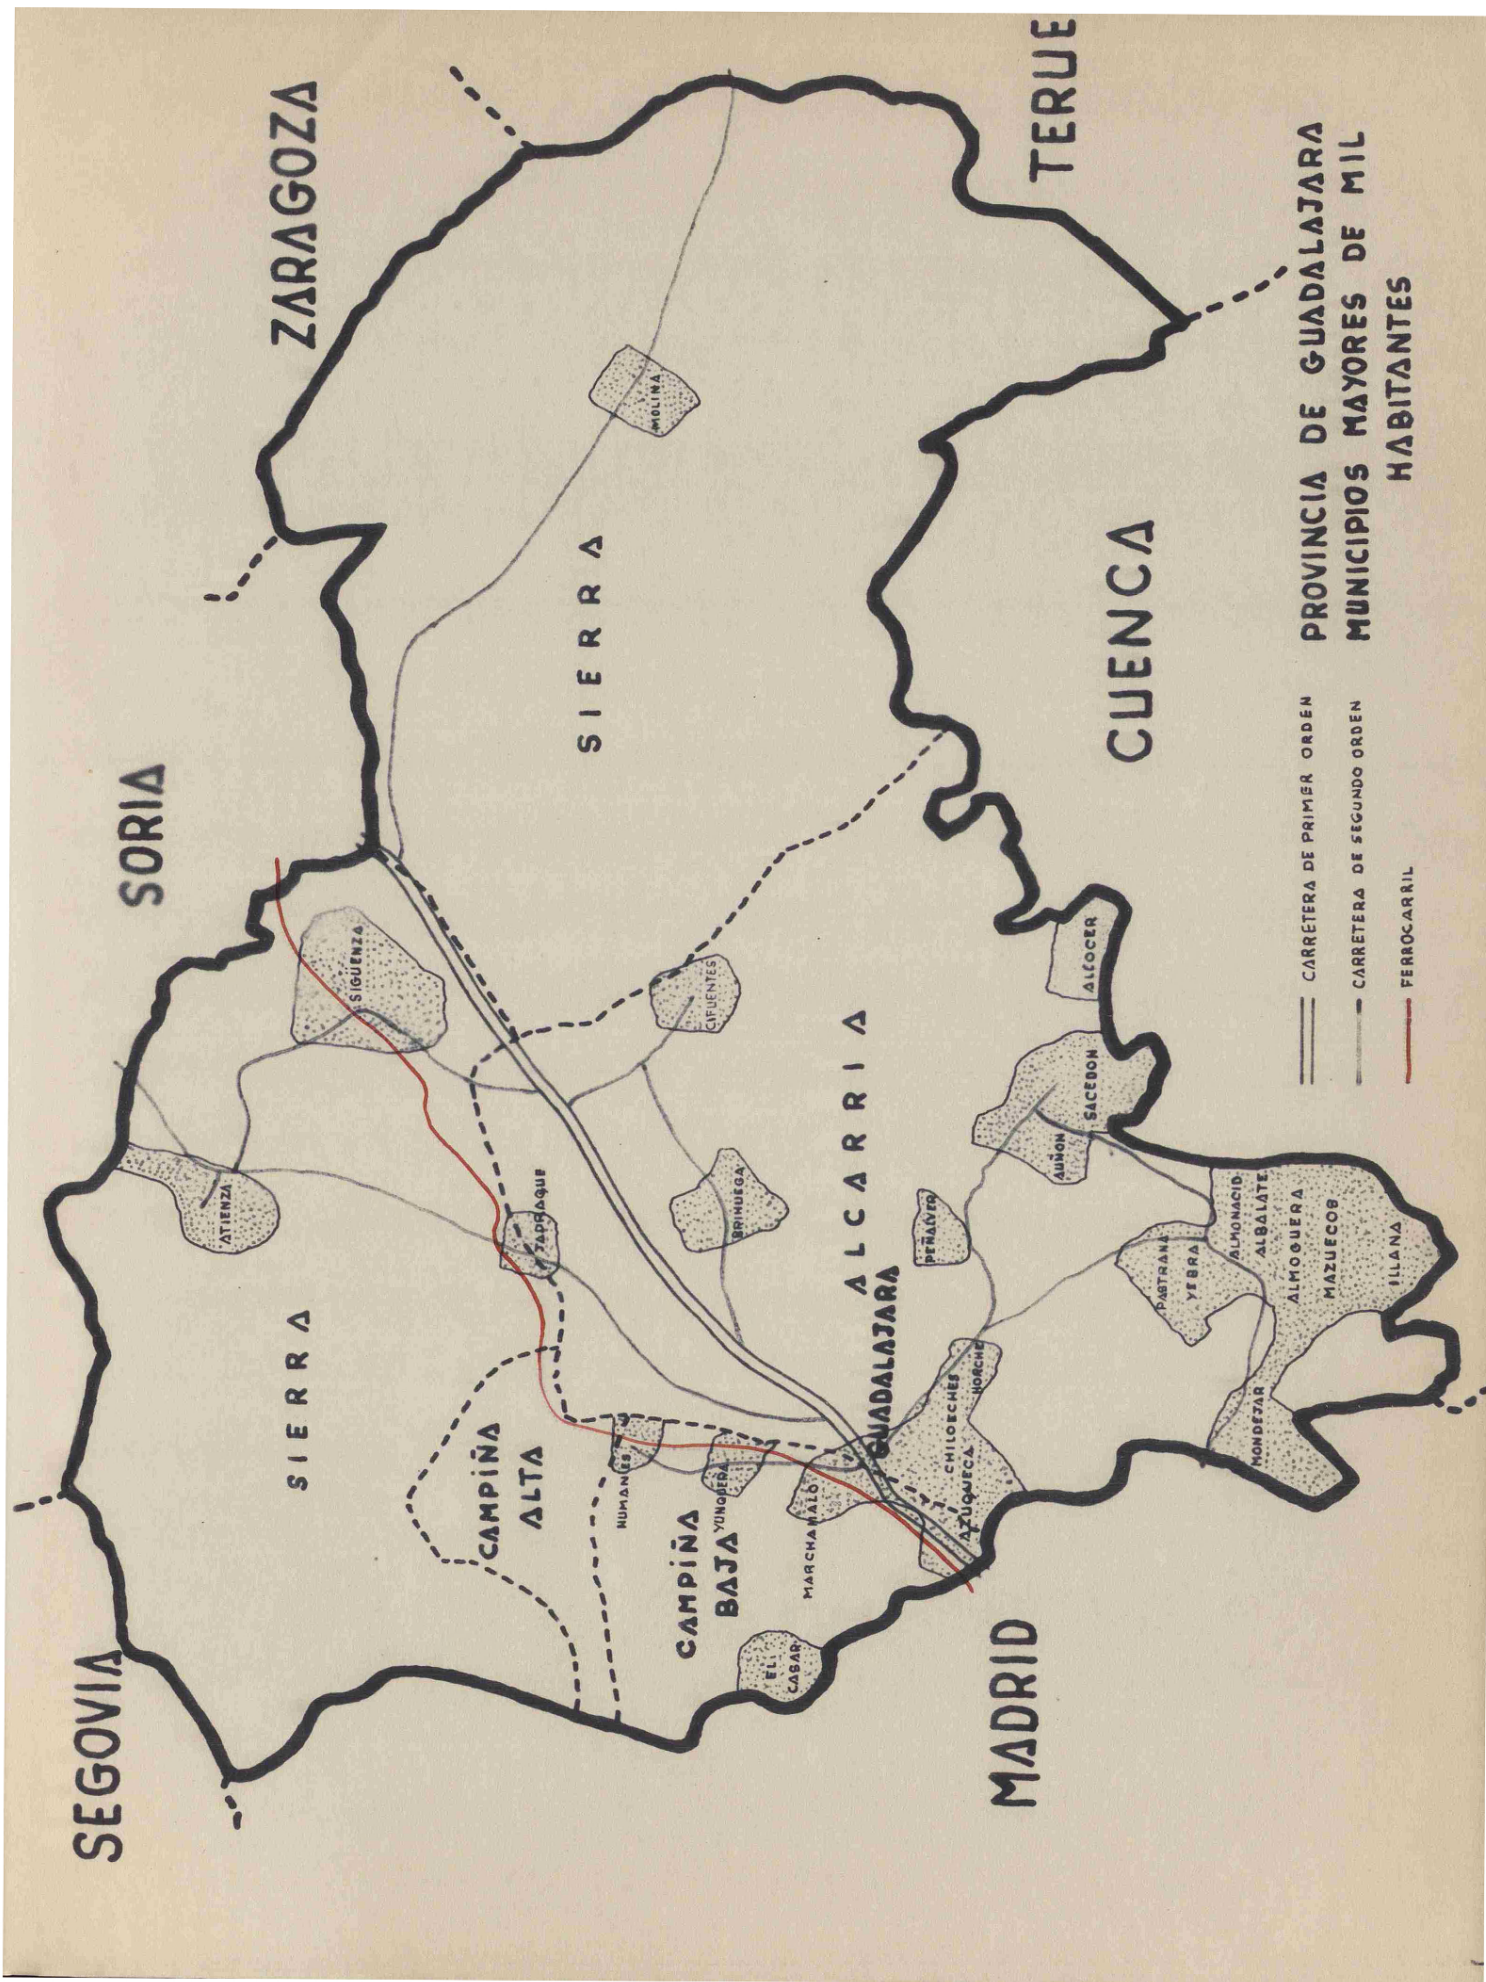 SEGOVIA
SORIA
ZARAGOZA
TERUE
CUENCA
MADRID
SIERRA
SIERRA
ALCARRIA
CAMPIÑA
ALTA
CAMPIÑA
BAJA
ATIENZA
SIGÜENZA
MOLINA
JADRAQUE
CIFUENTES
BRIHUEGA
HUMANES
YUNQUERA
MARCHAMALO
EL
CASAR
GUADALAJARA
AZUQUECA
CHILOECHES
HORCHE
PEÑALVER
AUÑON
SACEDON
ALCOCER
PASTRANA
YEBRA
ALMONACID
ALBALATE
ALMOGUERA
MAZUECOS
ILLANA
MONDEJAR
PROVINCIA DE GUADALAJARA
MUNICIPIOS MAYORES DE MIL
HABITANTES
CARRETERA DE PRIMER ORDEN
CARRETERA DE SEGUNDO ORDEN
FERROCARRIL